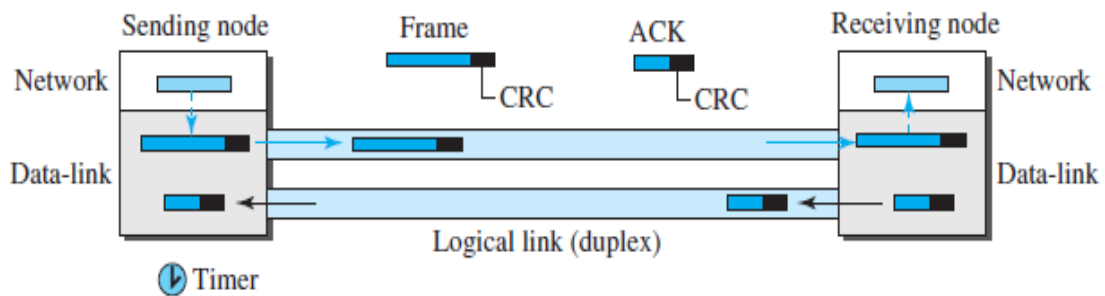 Sending node
Frame
ACK
Receiving node
Network
CRC
CRC
Network
Data-link
Data-link
Logical link (duplex)
Timer